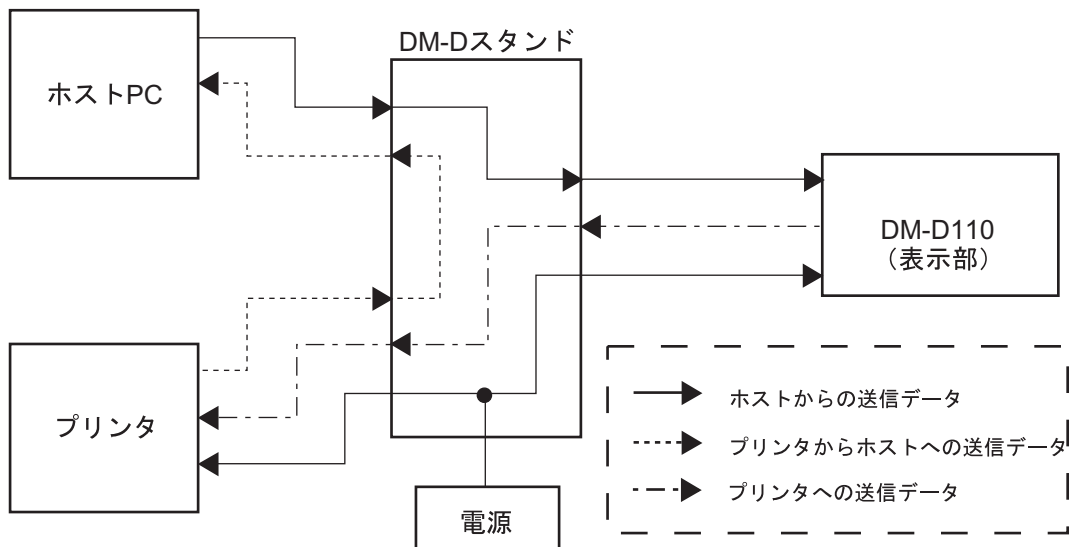 DM-Dスタンド
ホストPC
DM-D110
（表示部）
プリンタ
電源
ホストからの送信データ
プリンタからホストへの送信データ
プリンタへの送信データ